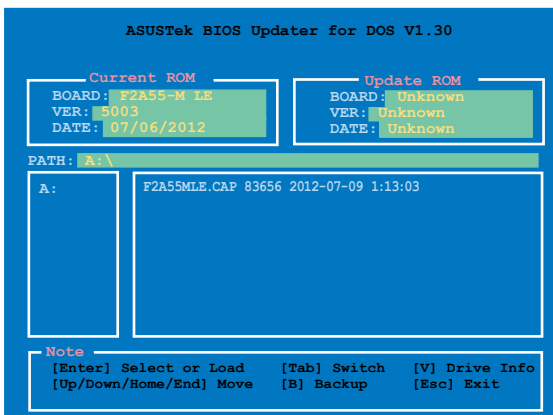 ASUSTek BIOS Updater for DOS V1.30
Current ROM
BOARD: F2A55-M LE
VER: 5003
DATE: 07/06/2012
Update ROM
BOARD: Unknown
VER: Unknown
DATE: Unknown
PATH: A:\
A:
F2A55MLE.CAP 83656 2012-07-09 1:13:03
Note
[Enter] Select or Load [Tab] Switch [V] Drive Info
[Up/Down/Home/End] Move [B] Backup [Esc] Exit